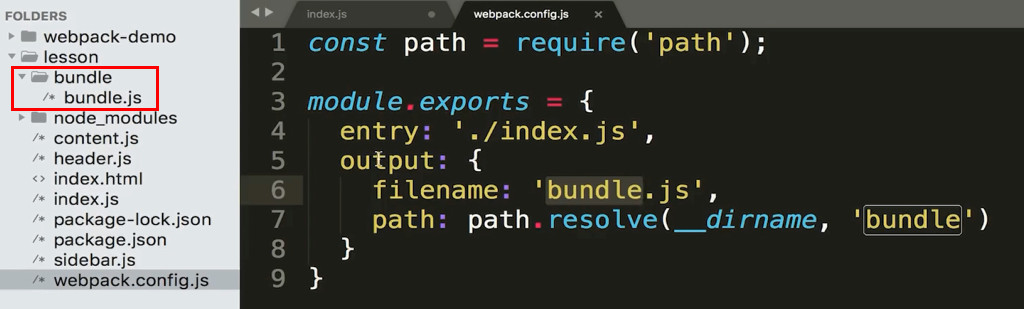 FOLDERS
webpack-demo
lesson
bundle
/* bundle.js
node_modules
/* content.js
/* header.js
<> index.html
/* index.js
/* package-lock.json
/* package.json
/* sidebar.js
/* webpack.config.js
index.js
webpack.config.js ×
1 const path = require('path');
2
3 module.exports = {
4   entry: './index.js',
5   output: {
6     filename: 'bundle.js',
7     path: path.resolve(__dirname, 'bundle')
8   }
9 }